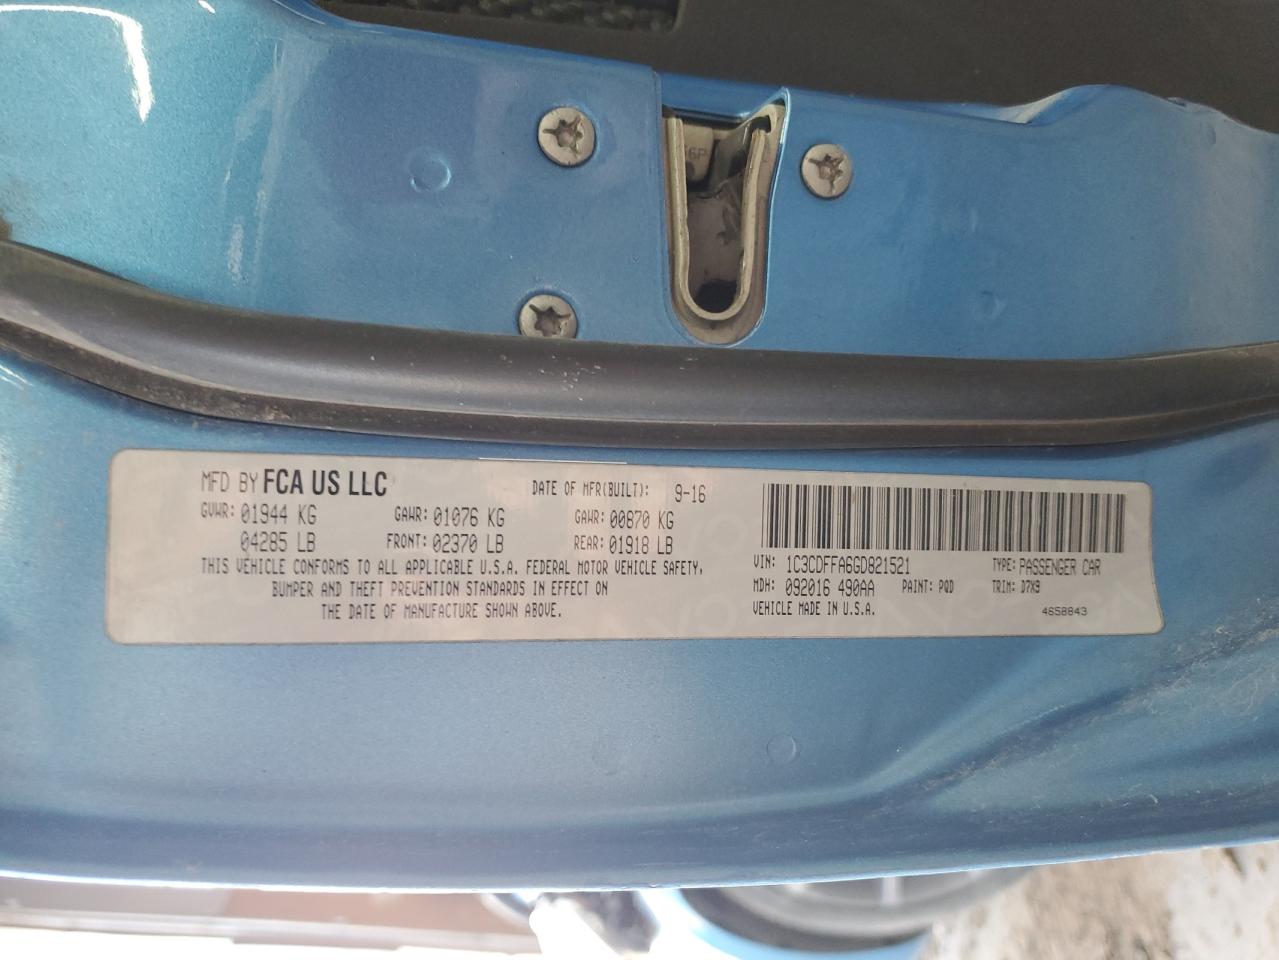 MFD BY FCA US LLC DATE OF MFR(BUILT): 9-16
GVWR: 01944 KG GAWR: 01076 KG GAWR: 00870 KG
04285 LB FRONT: 02370 LB REAR: 01918 LB
THIS VEHICLE CONFORMS TO ALL APPLICABLE U.S.A. FEDERAL MOTOR VEHICLE SAFETY,
BUMPER AND THEFT PREVENTION STANDARDS IN EFFECT ON
THE DATE OF MANUFACTURE SHOWN ABOVE.
VIN: 1C3CDFFA6GD821521 TYPE: PASSENGER CAR
MDH: 092016 490AA PAINT: PQD TRIM: D7X9
VEHICLE MADE IN U.S.A. 4658843